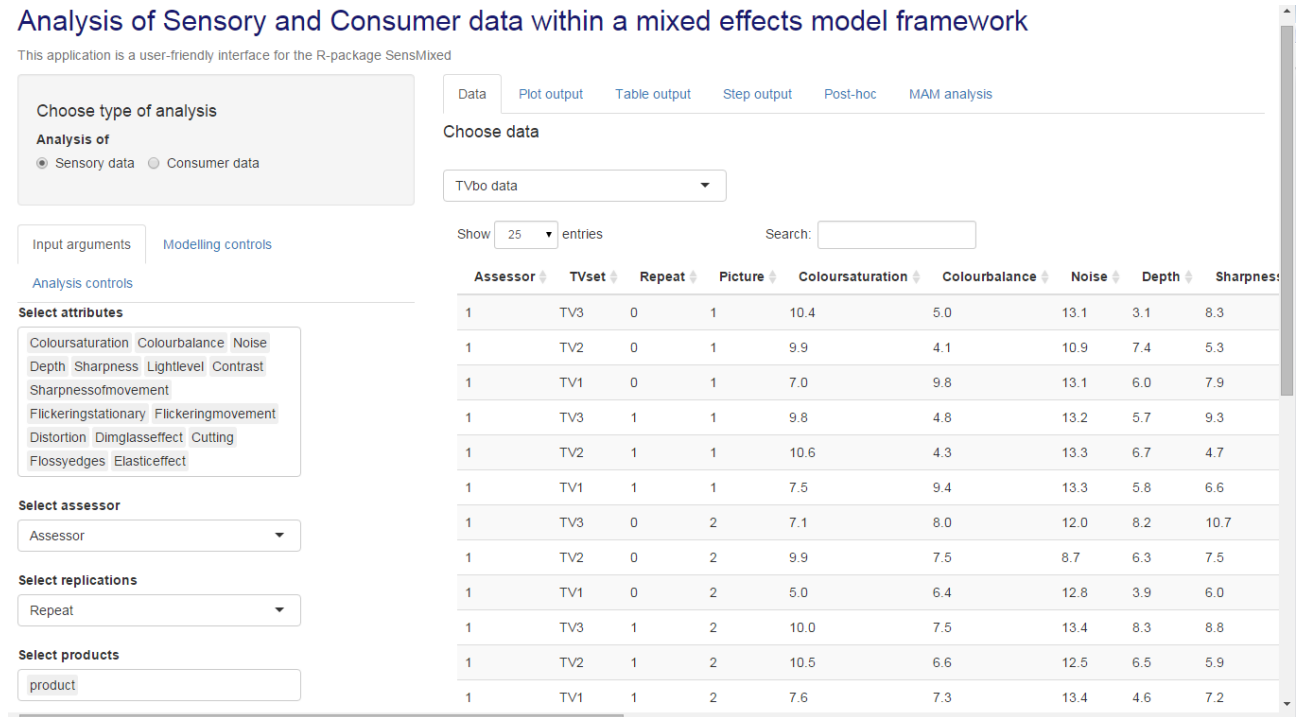 Analysis of Sensory and Consumer data within a mixed effects model framework
This application is a user-friendly interface for the R-package SensMixed
Choose type of analysis
Analysis of
Sensory data Consumer data
Input arguments Modelling controls
Analysis controls
Select attributes
Coloursaturation Colourbalance Noise
Depth Sharpness Lightlevel Contrast
Sharpnessofmovement
Flickeringstationary Flickeringmovement
Distortion Dimglasseffect Cutting
Flossyedges Elasticeffect
Select assessor
Assessor
Select replications
Repeat
Select products
product
Data Plot output Table output Step output Post-hoc MAM analysis
Choose data
TVbo data
Show 25 entries Search:
Assessor TVset Repeat Picture Coloursaturation Colourbalance Noise Depth Sharpness
1 TV3 0 1 10.4 5.0 13.1 3.1 8.3
1 TV2 0 1 9.9 4.1 10.9 7.4 5.3
1 TV1 0 1 7.0 9.8 13.1 6.0 7.9
1 TV3 1 1 9.8 4.8 13.2 5.7 9.3
1 TV2 1 1 10.6 4.3 13.3 6.7 4.7
1 TV1 1 1 7.5 9.4 13.3 5.8 6.6
1 TV3 0 2 7.1 8.0 12.0 8.2 10.7
1 TV2 0 2 9.9 7.5 8.7 6.3 7.5
1 TV1 0 2 5.0 6.4 12.8 3.9 6.0
1 TV3 1 2 10.0 7.5 13.4 8.3 8.8
1 TV2 1 2 10.5 6.6 12.5 6.5 5.9
1 TV1 1 2 7.6 7.3 13.4 4.6 7.2